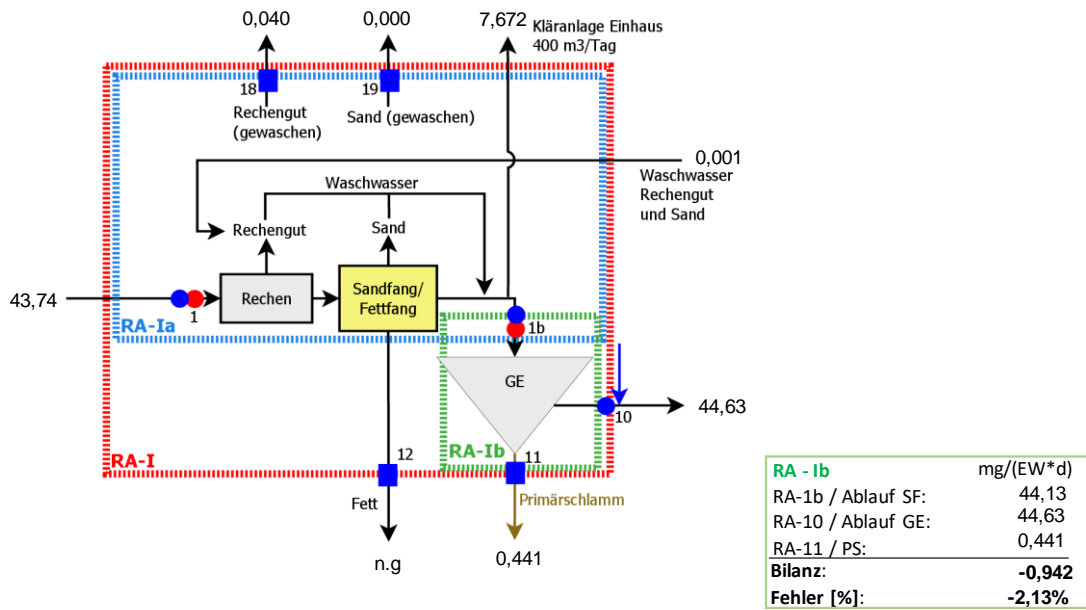 0,040
0,000
7,672
Kläranlage Einhaus
400 m3/Tag
18
19
Rechengut
(gewaschen)
Sand (gewaschen)
0,001
Waschwasser
Rechengut
und Sand
Waschwasser
Rechengut
Sand
43,74
1
Rechen
Sandfang/
Fettfang
RA-Ia
1b
GE
10
44,63
RA-Ib
RA-I
12
11
Fett
Primärschlamm
n.g
0,441
RA - Ib mg/(EW*d)
RA-1b / Ablauf SF: 44,13
RA-10 / Ablauf GE: 44,63
RA-11 / PS: 0,441
Bilanz: -0,942
Fehler [%]: -2,13%